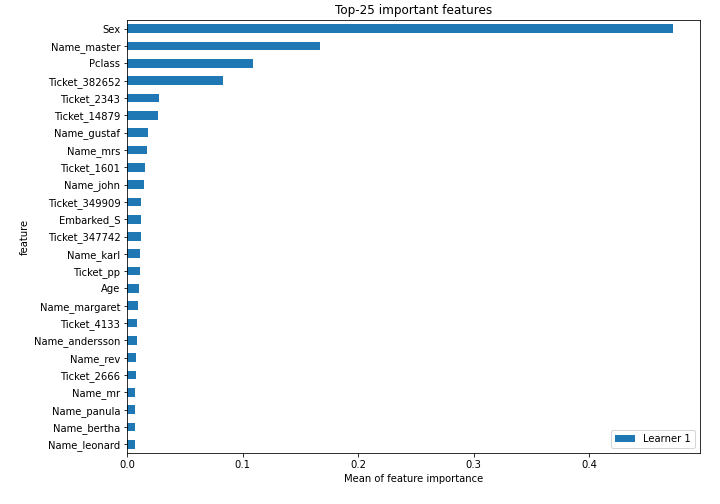 Top-25 important features
Sex
Name_master
Pclass
Ticket_382652
Ticket_2343
Ticket_14879
Name_gustaf
Name_mrs
Ticket_1601
Name_john
Ticket_349909
Embarked_S
Ticket_347742
Name_karl
Ticket_pp
Age
Name_margaret
Ticket_4133
Name_andersson
Name_rev
Ticket_2666
Name_mr
Name_panula
Name_bertha
Name_leonard
feature
Learner 1
0.0 0.1 0.2 0.3 0.4
Mean of feature importance